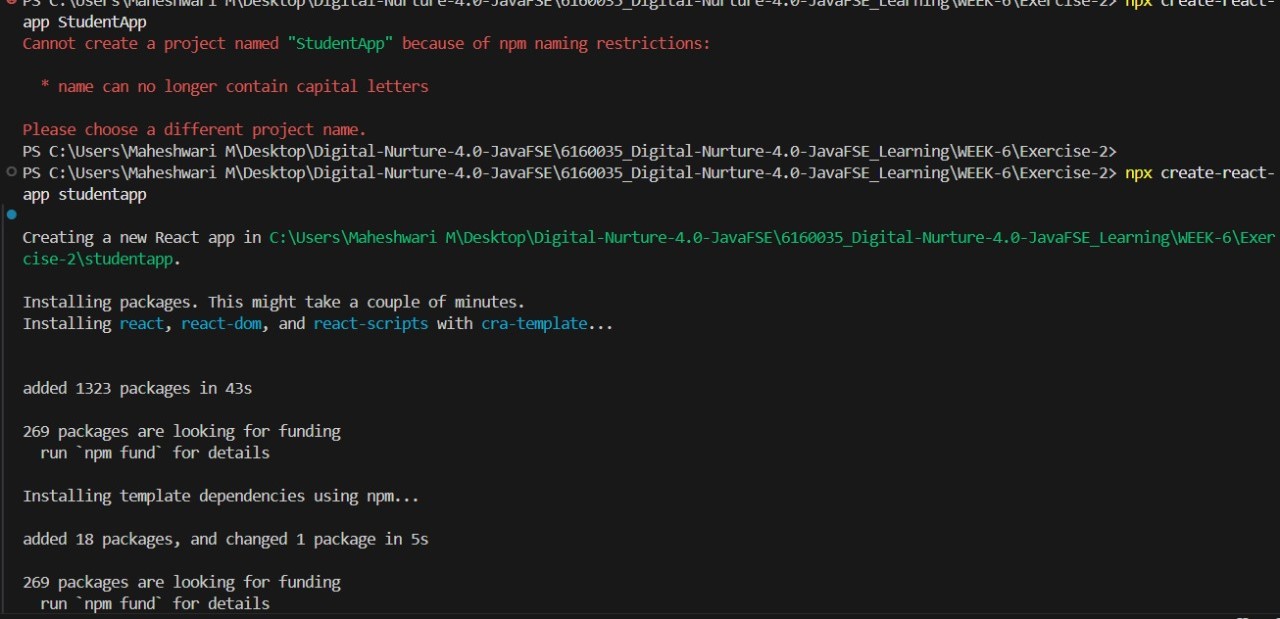 PS C:\Users\Maheshwari M\Desktop\Digital-Nurture-4.0-JavaFSE\6160035_Digital-Nurture-4.0-JavaFSE_Learning\WEEK-6\Exercise-2> npx create-react-
app StudentApp
Cannot create a project named "StudentApp" because of npm naming restrictions:
* name can no longer contain capital letters
Please choose a different project name.
PS C:\Users\Maheshwari M\Desktop\Digital-Nurture-4.0-JavaFSE\6160035_Digital-Nurture-4.0-JavaFSE_Learning\WEEK-6\Exercise-2>
PS C:\Users\Maheshwari M\Desktop\Digital-Nurture-4.0-JavaFSE\6160035_Digital-Nurture-4.0-JavaFSE_Learning\WEEK-6\Exercise-2> npx create-react-
app studentapp
Creating a new React app in C:\Users\Maheshwari M\Desktop\Digital-Nurture-4.0-JavaFSE\6160035_Digital-Nurture-4.0-JavaFSE_Learning\WEEK-6\Exer
cise-2\studentapp.
Installing packages. This might take a couple of minutes.
Installing react, react-dom, and react-scripts with cra-template...
added 1323 packages in 43s
269 packages are looking for funding
run `npm fund` for details
Installing template dependencies using npm...
added 18 packages, and changed 1 package in 5s
269 packages are looking for funding
run `npm fund` for details